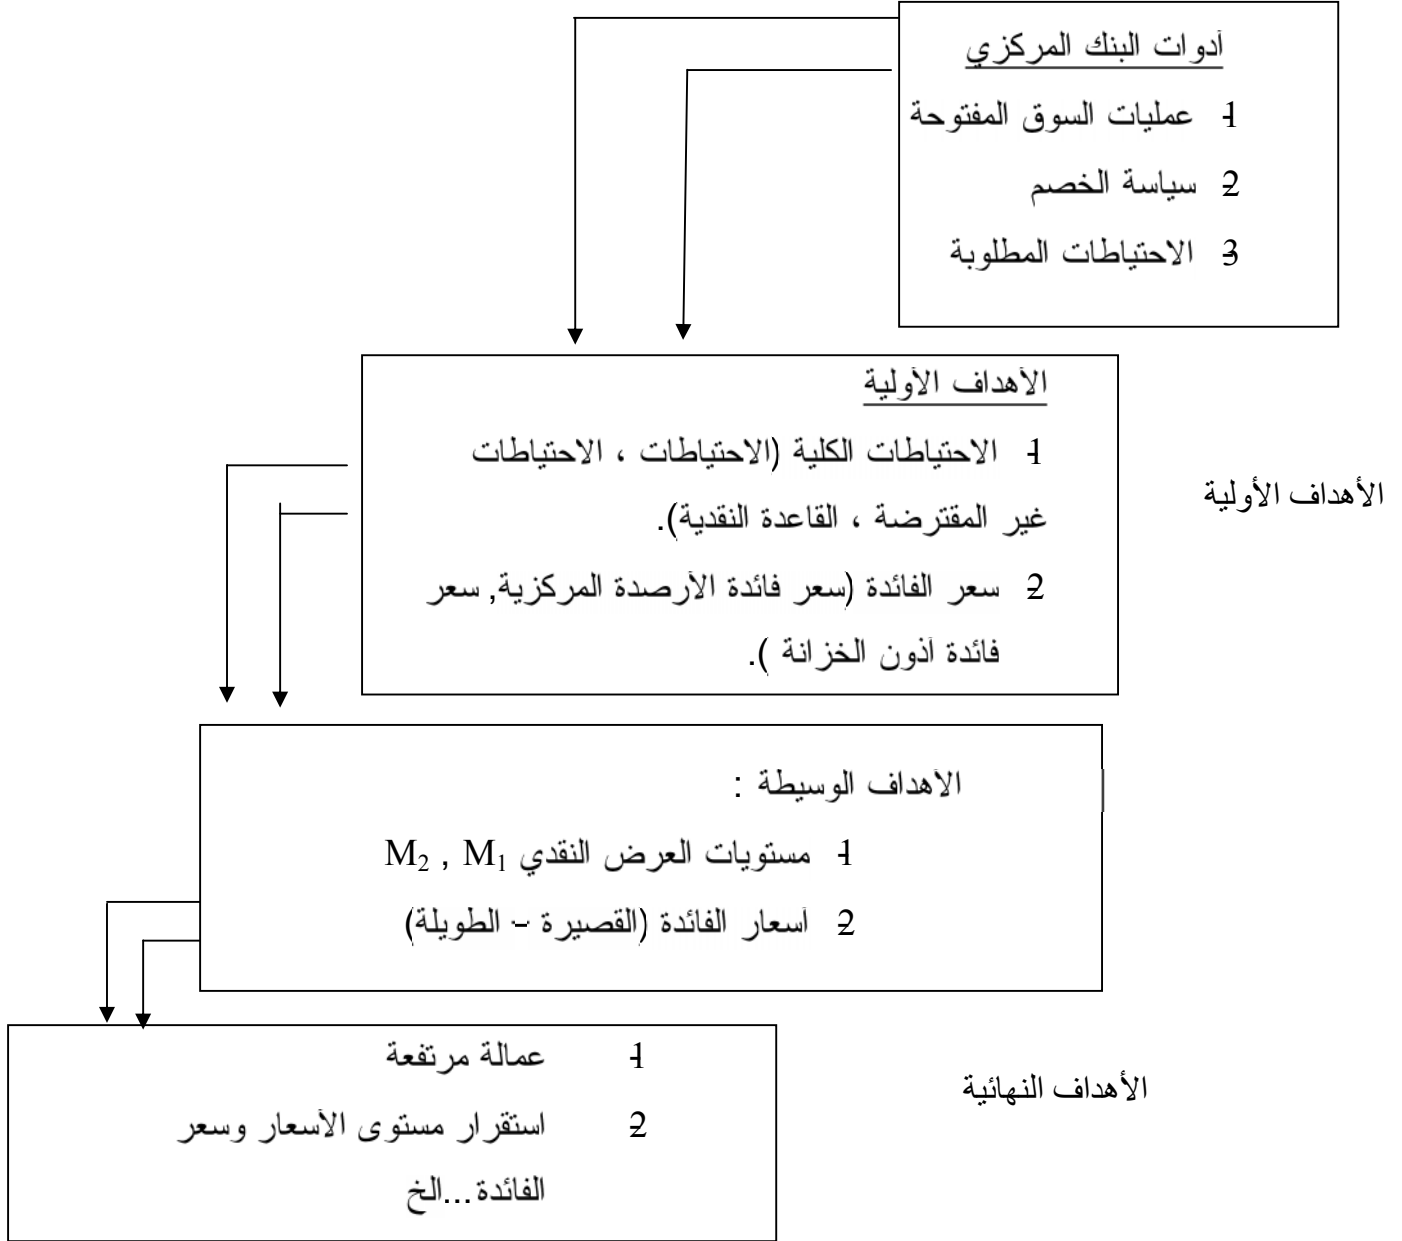 أدوات البنك المركزي
1- عمليات السوق المفتوحة
2- سياسة الخصم
3- الاحتياطات المطلوبة
الأهداف الأولية
1- الاحتياطات الكلية (الاحتياطات ، الاحتياطات
غير المقترضة ، القاعدة النقدية).
2- سعر الفائدة (سعر فائدة الأرصدة المركزية, سعر
فائدة أذون الخزانة ).
الأهداف الأولية
الأهداف الوسيطة :
1- مستويات العرض النقدي M₂ , M₁
2- أسعار الفائدة (القصيرة – الطويلة)
الأهداف النهائية
1- عمالة مرتفعة
2- استقرار مستوى الأسعار وسعر
الفائدة...الخ